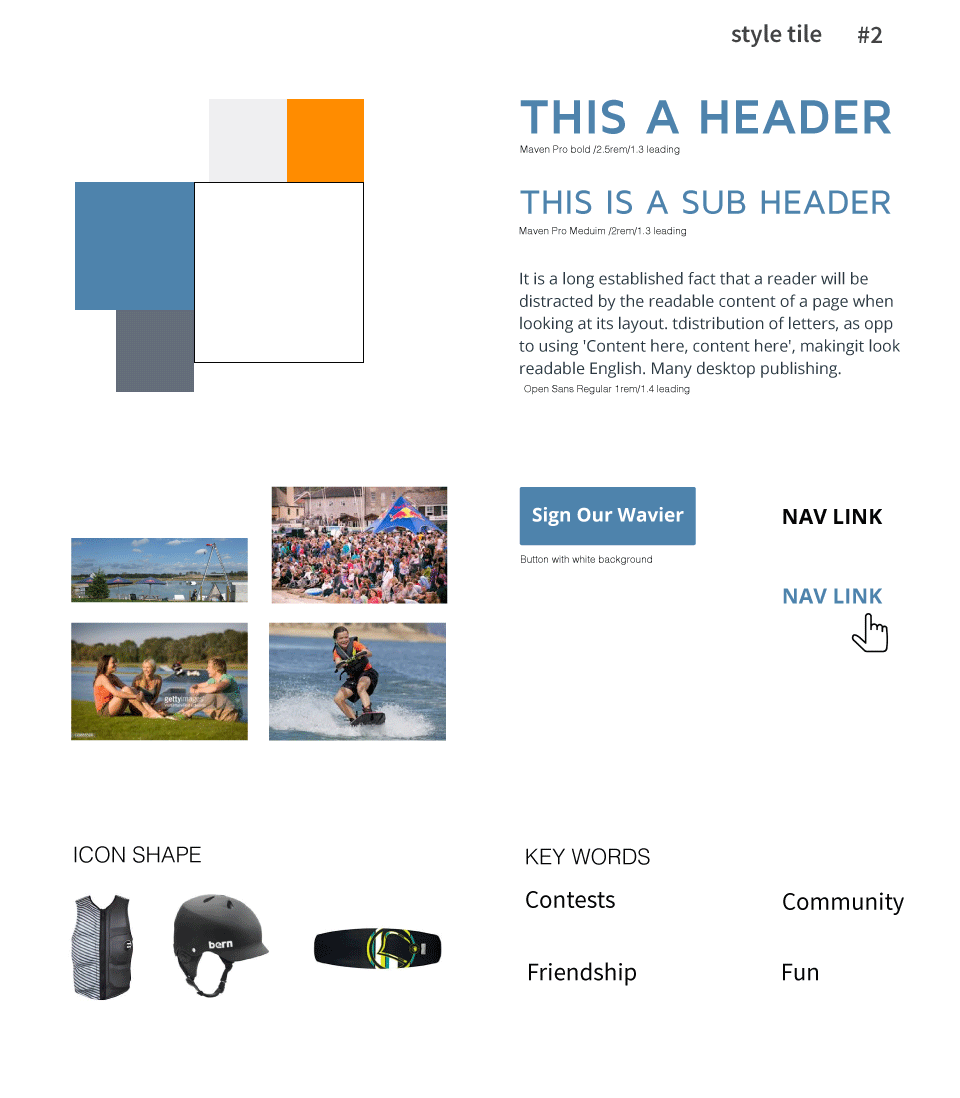 style tile #2
THIS A HEADER
Maven Pro bold /2.5rem/1.3 leading
THIS IS A SUB HEADER
Maven Pro Meduim /2rem/1.3 leading
It is a long established fact that a reader will be
distracted by the readable content of a page when
looking at its layout. tdistribution of letters, as opp
to using 'Content here, content here', makingit look
readable English. Many desktop publishing.
Open Sans Regular 1rem/1.4 leading
Red Bull
gettyimages
Sign Our Wavier
NAV LINK
Button with white background
NAV LINK
ICON SHAPE
bern
KEY WORDS
Contests
Community
Friendship
Fun